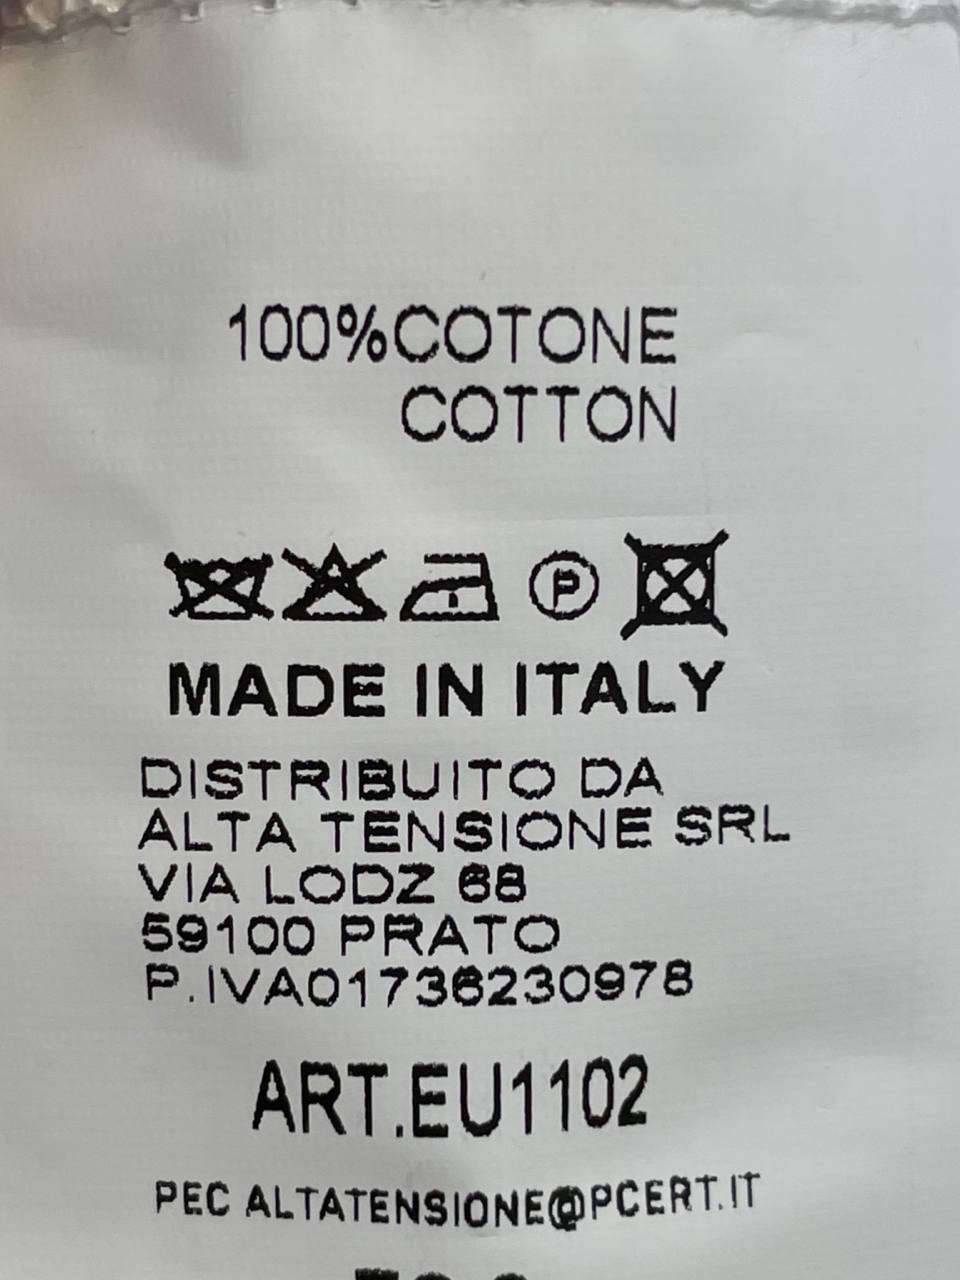 100%COTONE
COTTON
P
MADE IN ITALY
DISTRIBUITO DA
ALTA TENSIONE SRL
VIA LODZ 68
59100 PRATO
P.IVA01736230978
ART.EU1102
PEC ALTATENSIONE@PCERT.IT